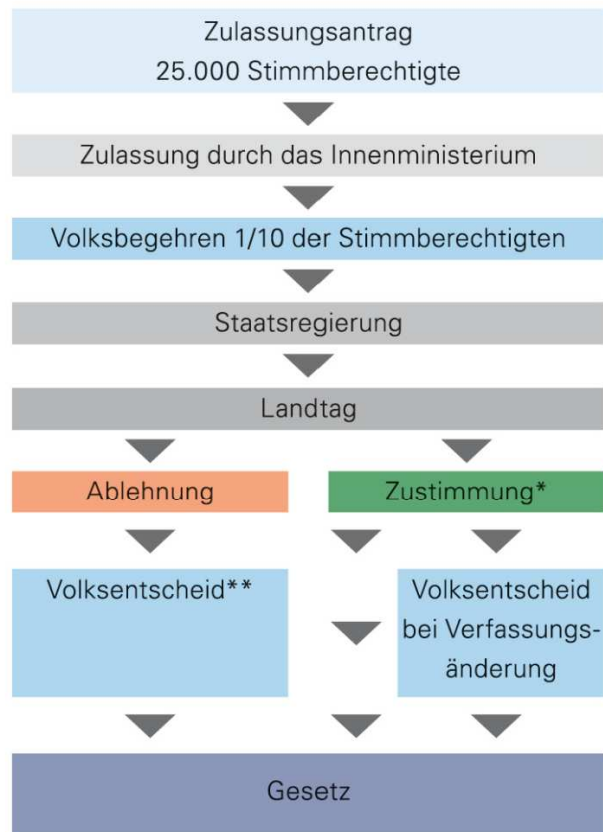 Zulassungsantrag
25.000 Stimmberechtigte
Zulassung durch das Innenministerium
Volksbegehren 1/10 der Stimmberechtigten
Staatsregierung
Landtag
Ablehnung
Zustimmung*
Volksentscheid**
Volksentscheid
bei Verfassungs-
änderung
Gesetz